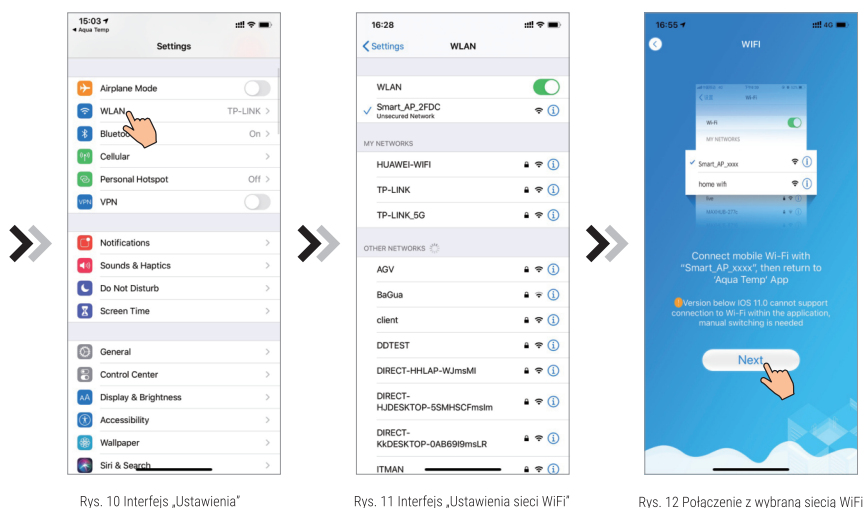 15:03
Aqua Temp
Settings
Airplane Mode
WLAN TP-LINK
Bluetoo On
Cellular
Personal Hotspot Off
VPN VPN
Notifications
Sounds & Haptics
Do Not Disturb
Screen Time
General
Control Center
AA Display & Brightness
Accessibility
Wallpaper
Siri & Search
Rys. 10 Interfejs „Ustawienia"
16:28
Settings WLAN
WLAN
Smart_AP_2FDC
Unsecured Network
MY NETWORKS
HUAWEI-WIFI
TP-LINK
TP-LINK_5G
OTHER NETWORKS
AGV
BaGua
client
DDTEST
DIRECT-HHLAP-WJmsMI
DIRECT-
HJDESKTOP-5SMHSCFmsIm
DIRECT-
KkDESKTOP-0AB69I9msLR
ITMAN
Rys. 11 Interfejs „Ustawienia sieci WiFi"
16:55 4G
WIFI
Wi-Fi
Wi-Fi
MY NETWORKS
Smart_AP_xxxx
home wifi
Connect mobile Wi-Fi with
"Smart_AP_xxxx", then return to
'Aqua Temp' App
Version below IOS 11.0 cannot support
connection to Wi-Fi within the application,
manual switching is needed
Next
Rys. 12 Połączenie z wybraną siecią WiFi